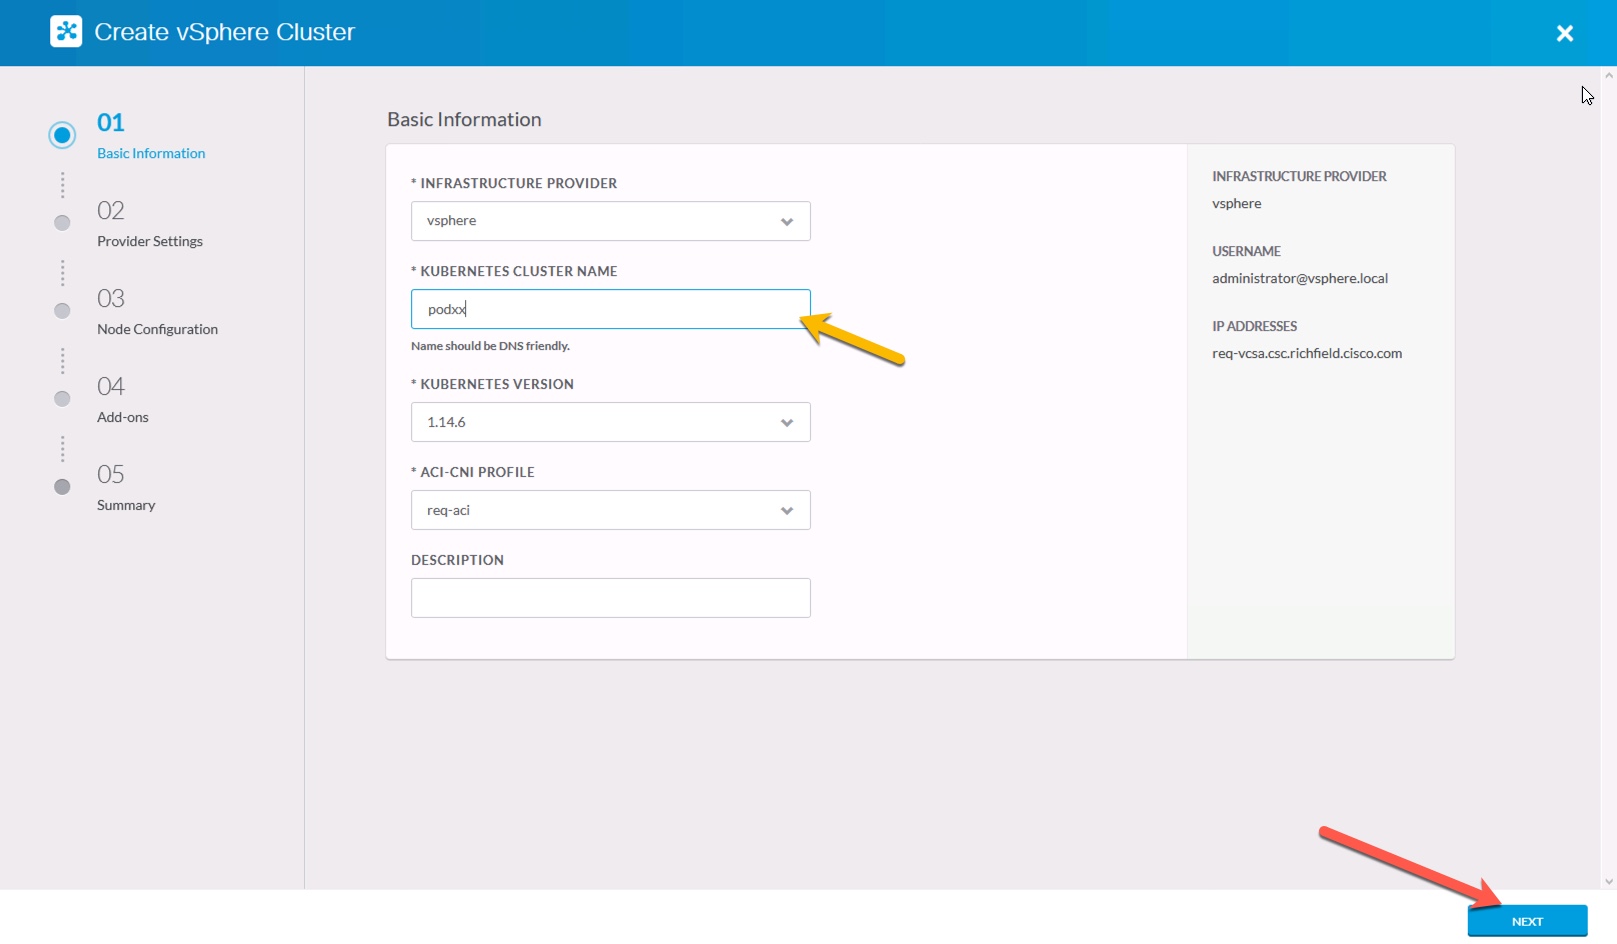 Create vSphere Cluster
01
Basic Information
02
Provider Settings
03
Node Configuration
04
Add-ons
05
Summary
Basic Information
* INFRASTRUCTURE PROVIDER
vsphere
* KUBERNETES CLUSTER NAME
podxx
Name should be DNS friendly.
* KUBERNETES VERSION
1.14.6
* ACI-CNI PROFILE
req-aci
DESCRIPTION
INFRASTRUCTURE PROVIDER
vsphere
USERNAME
administrator@vsphere.local
IP ADDRESSES
req-vcsa.csc.richfield.cisco.com
NEXT